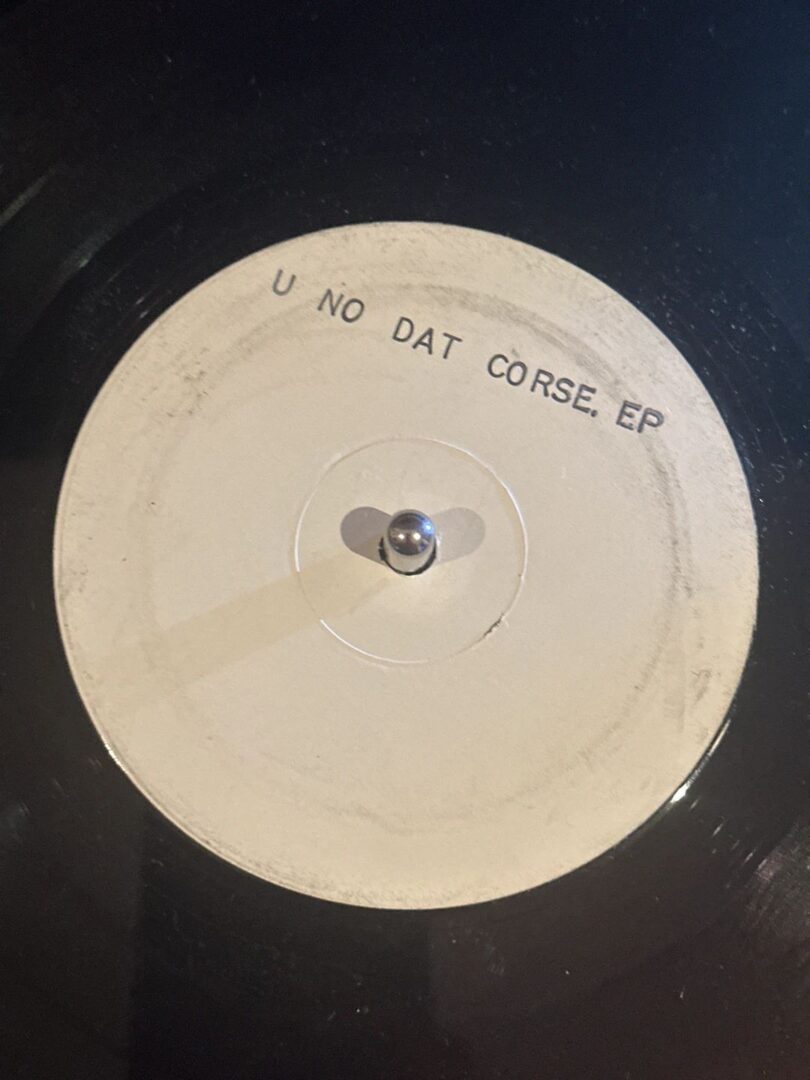 U NO DAT CORSE. EP